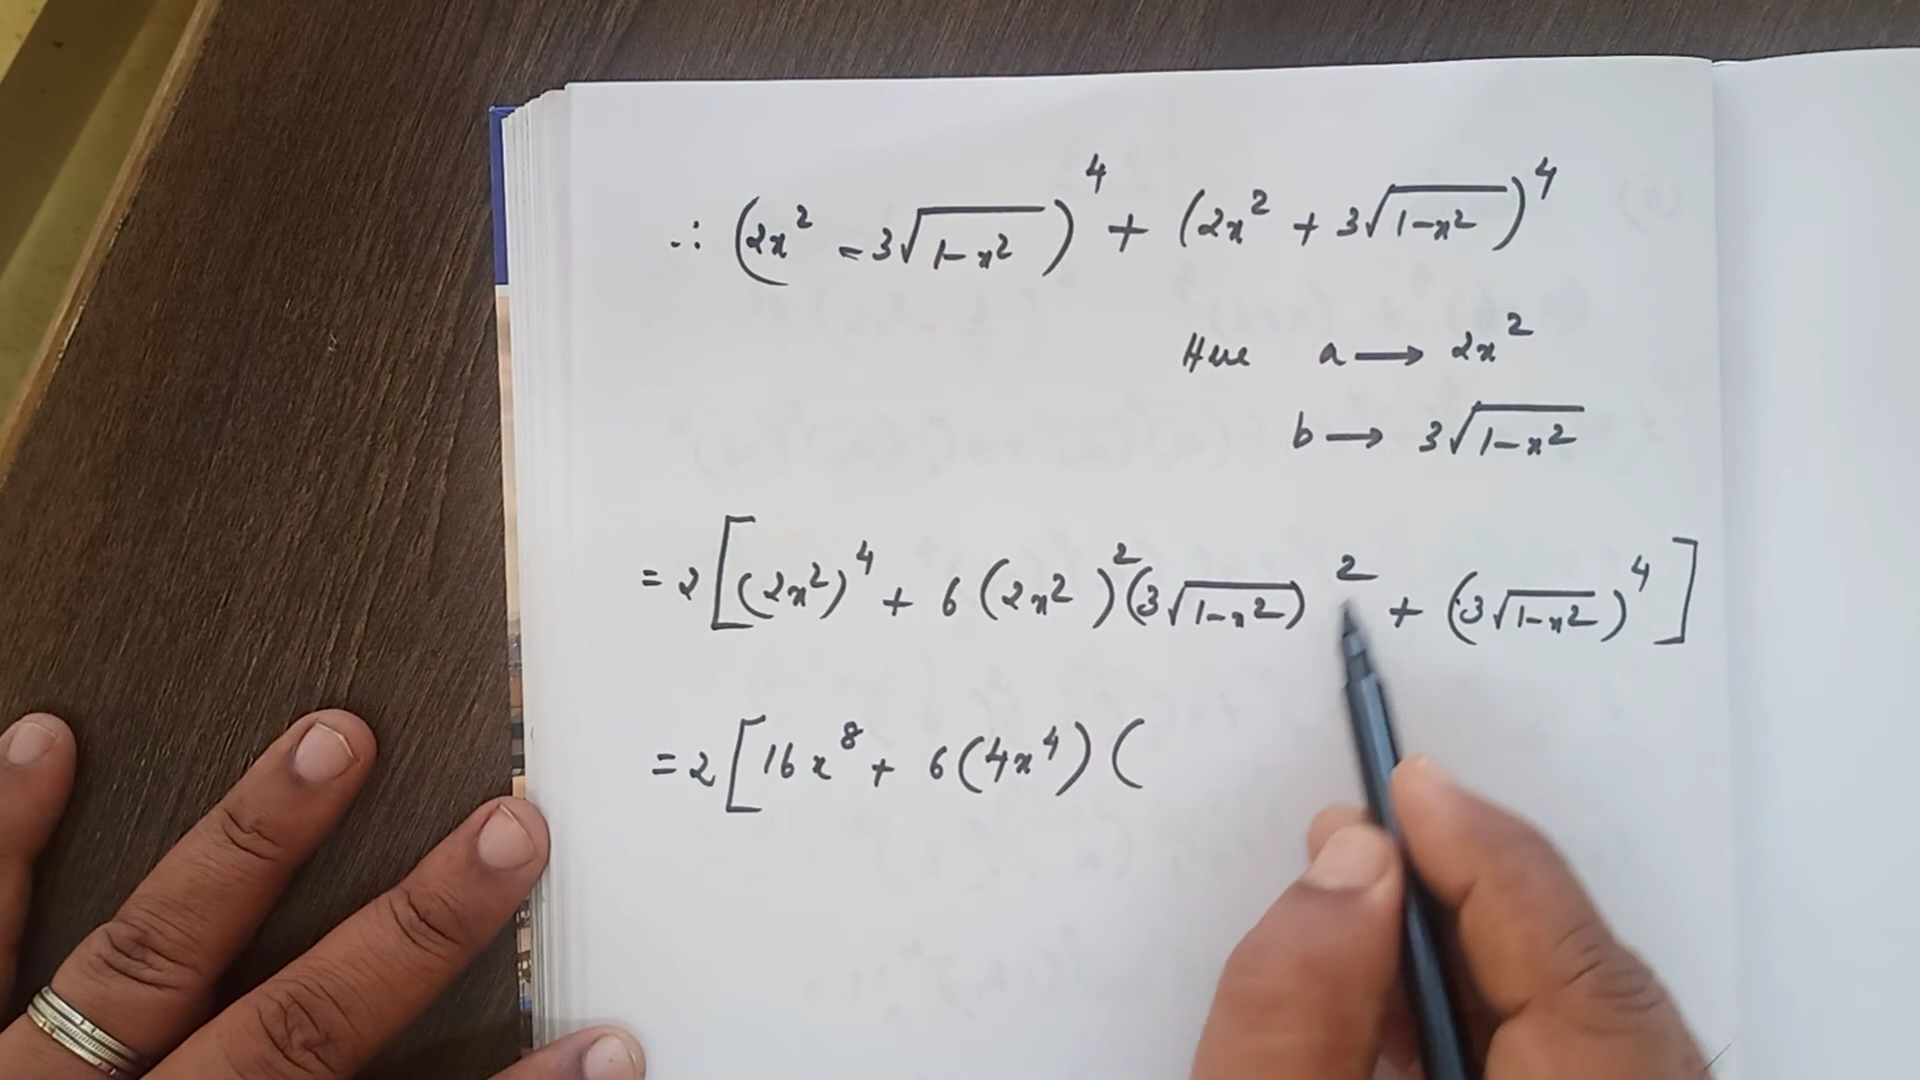 ∴ (2x² - 3√(1-x²))⁴ + (2x² + 3√(1-x²))⁴
Here a → 2x²
b → 3√(1-x²)
= 2[(2x²)⁴ + 6(2x²)²(3√(1-x²))² + (3√(1-x²))⁴]
= 2[16x⁸ + 6(4x⁴)(